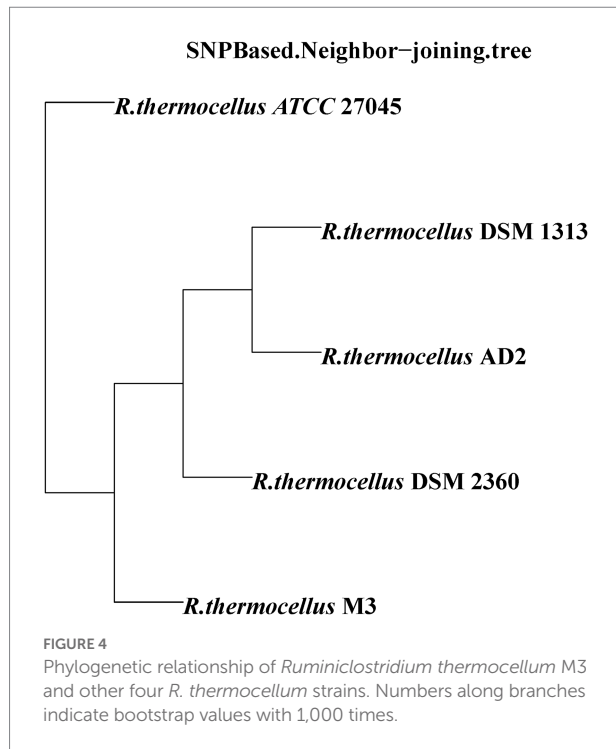 SNPBased.Neighbor−joining.tree
R.thermocellus ATCC 27045
R.thermocellus DSM 1313
R.thermocellus AD2
R.thermocellus DSM 2360
R.thermocellus M3
FIGURE 4
Phylogenetic relationship of Ruminiclostridium thermocellum M3
and other four R. thermocellum strains. Numbers along branches
indicate bootstrap values with 1,000 times.